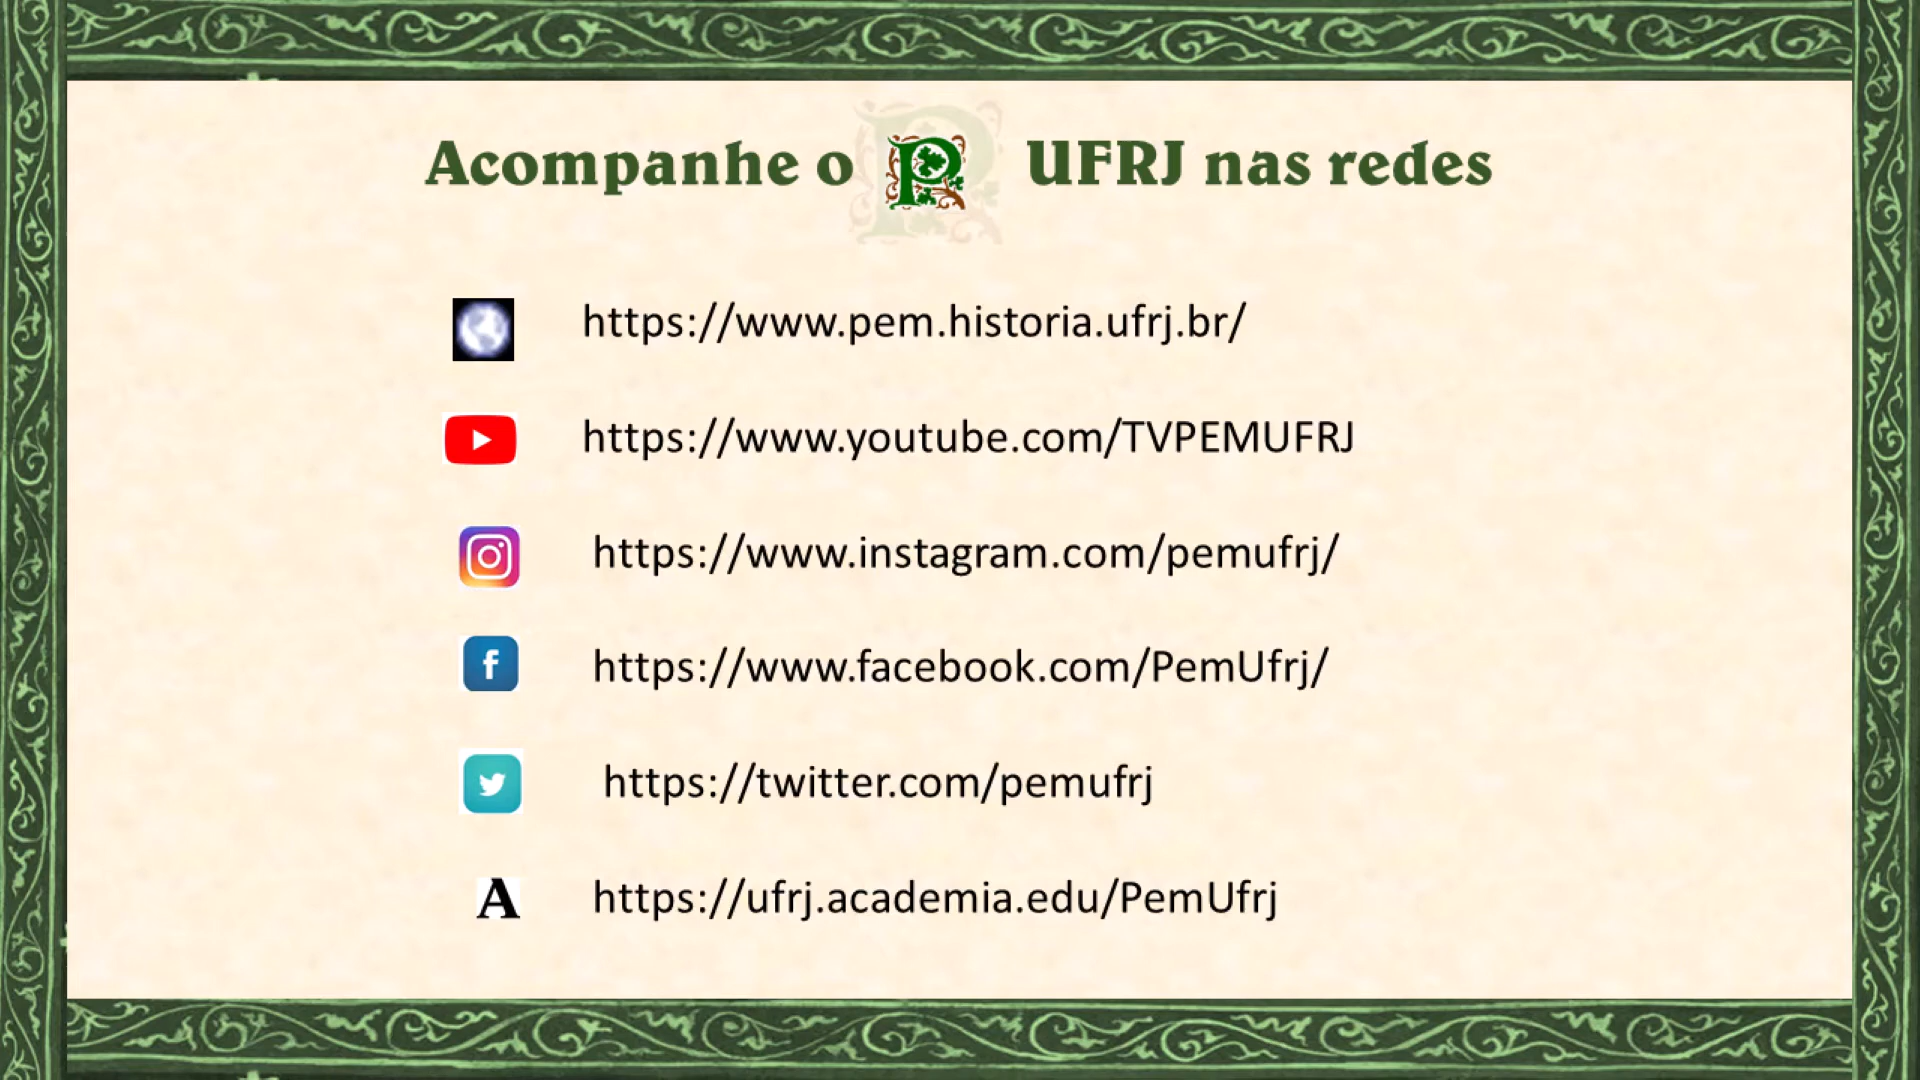 Acompanhe o P UFRJ nas redes
https://www.pem.historia.ufrj.br/
https://www.youtube.com/TVPEMUFRJ
https://www.instagram.com/pemufrj/
f https://www.facebook.com/PemUfrj/
https://twitter.com/pemufrj
A https://ufrj.academia.edu/PemUfrj